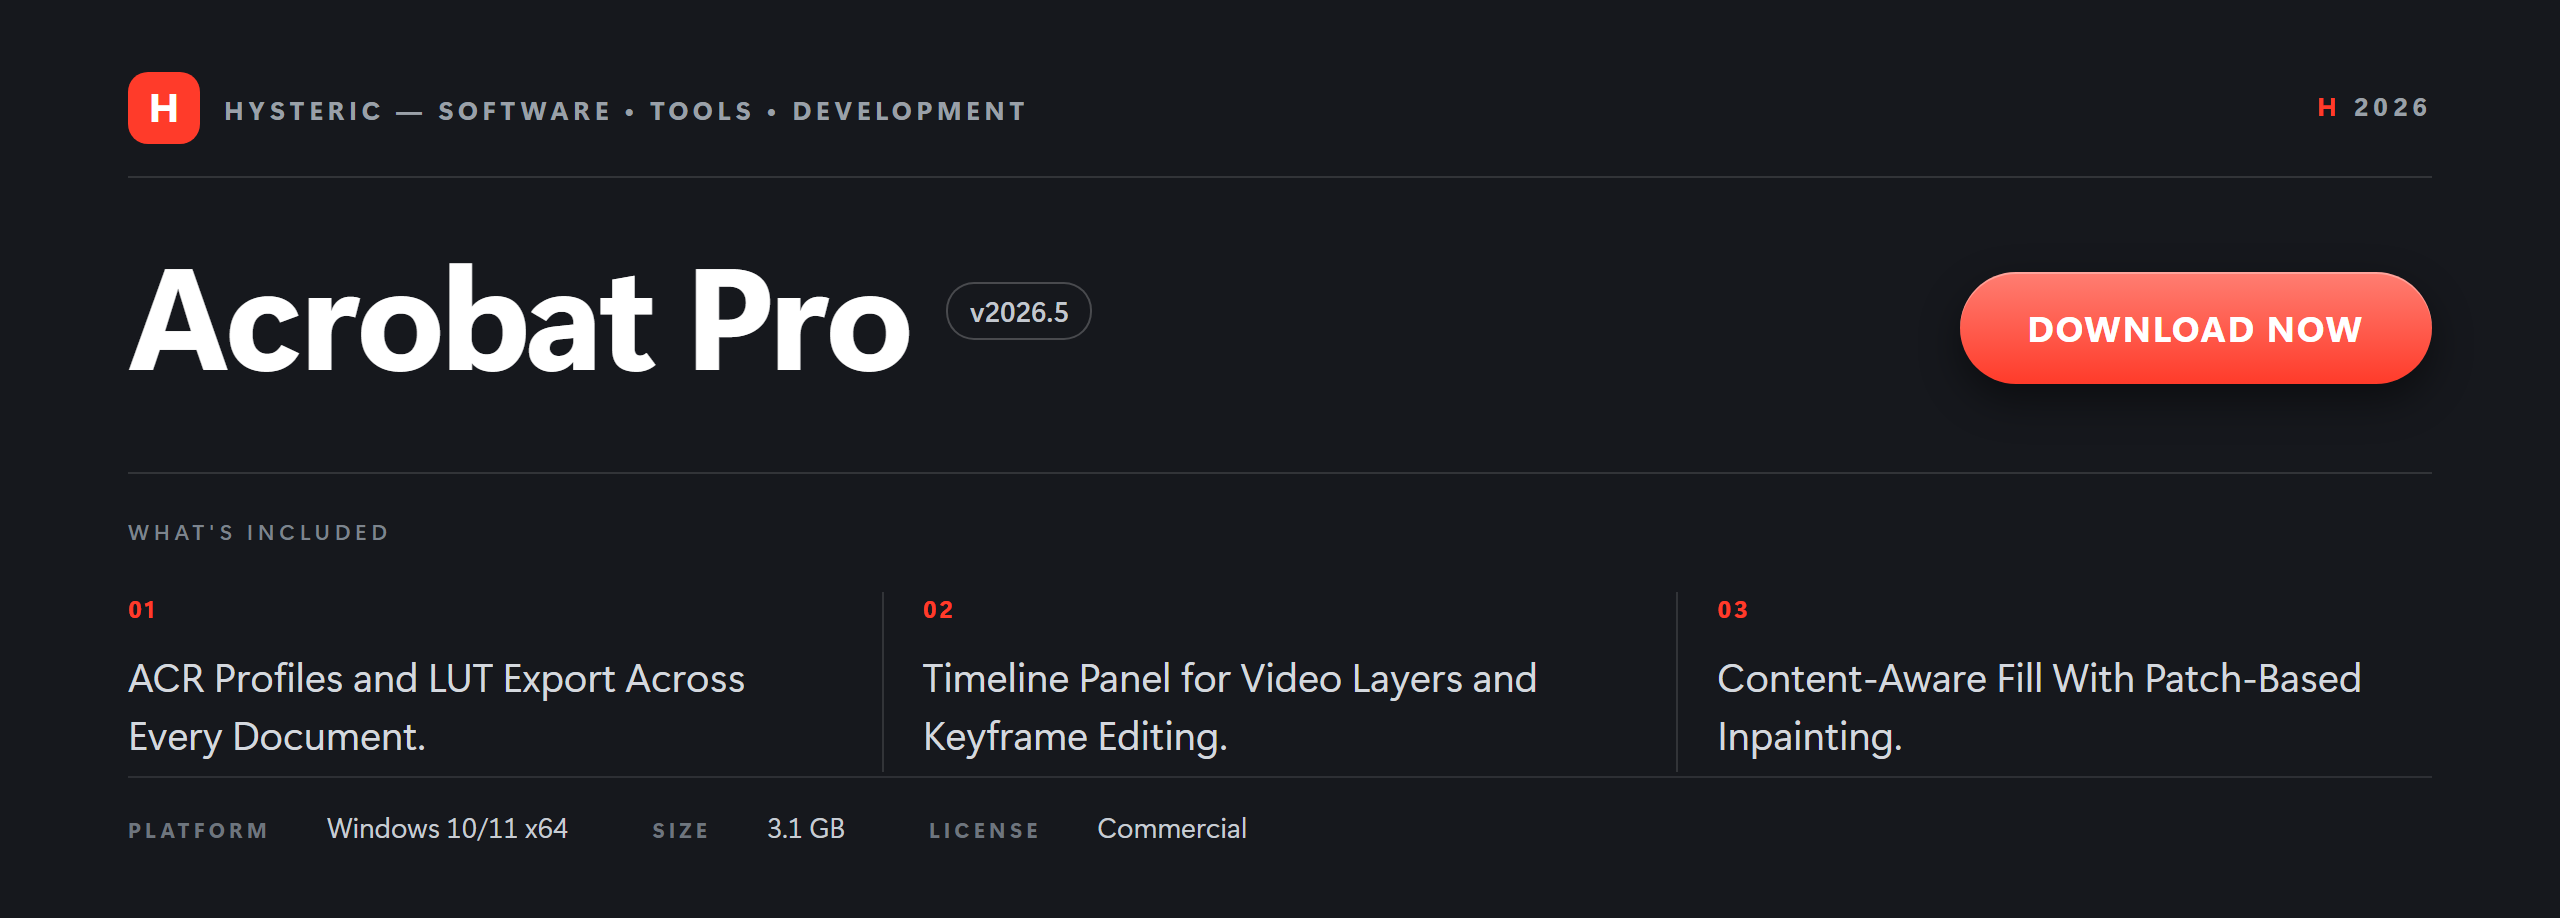 H HYSTERIC — SOFTWARE • TOOLS • DEVELOPMENT
H 2026
Acrobat Pro v2026.5
DOWNLOAD NOW
WHAT'S INCLUDED
01
ACR Profiles and LUT Export Across
Every Document.
02
Timeline Panel for Video Layers and
Keyframe Editing.
03
Content-Aware Fill With Patch-Based
Inpainting.
PLATFORM Windows 10/11 x64 SIZE 3.1 GB LICENSE Commercial